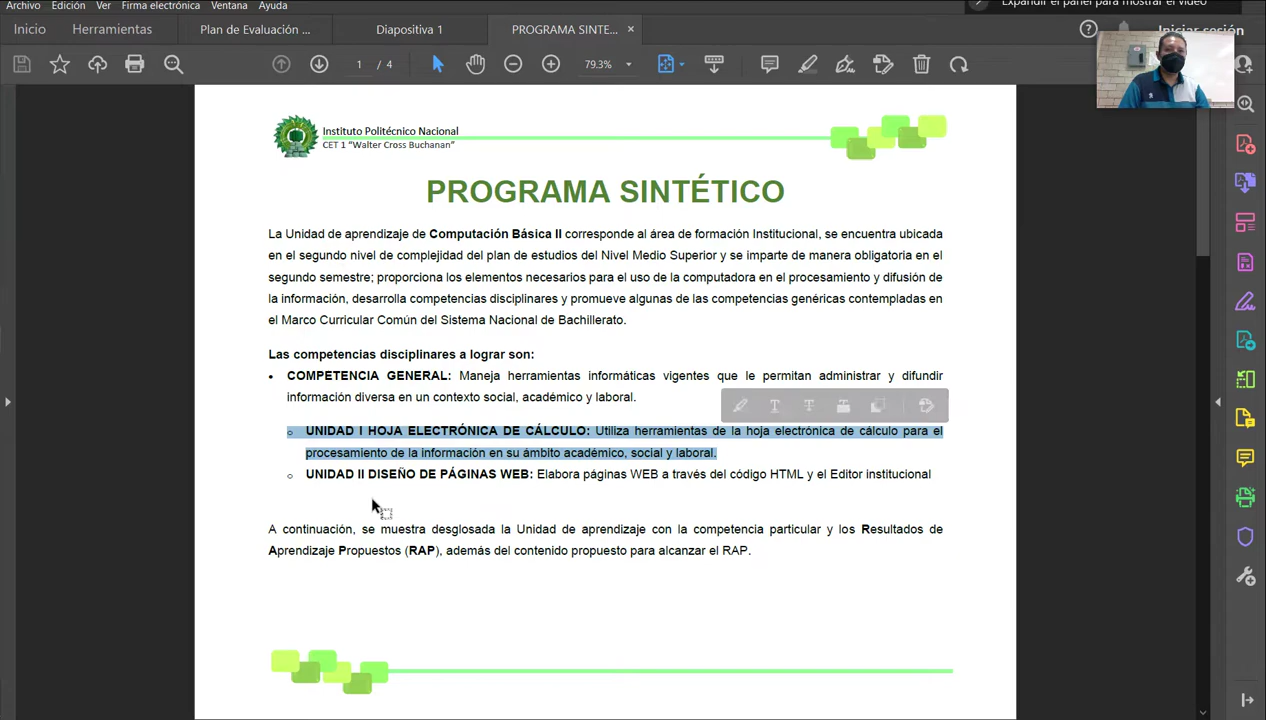 Archivo Edición Ver Firma electrónica Ventana Ayuda
Expandir el panel para mostrar el video
Inicio Herramientas Plan de Evaluación ... Diapositiva 1 PROGRAMA SINTE... ×
Iniciar sesión
1 / 4 79.3%
Instituto Politécnico Nacional
CET 1 “Walter Cross Buchanan”
PROGRAMA SINTÉTICO
La Unidad de aprendizaje de Computación Básica II corresponde al área de formación Institucional, se encuentra ubicada
en el segundo nivel de complejidad del plan de estudios del Nivel Medio Superior y se imparte de manera obligatoria en el
segundo semestre; proporciona los elementos necesarios para el uso de la computadora en el procesamiento y difusión de
la información, desarrolla competencias disciplinares y promueve algunas de las competencias genéricas contempladas en
el Marco Curricular Común del Sistema Nacional de Bachillerato.
Las competencias disciplinares a lograr son:
• COMPETENCIA GENERAL: Maneja herramientas informáticas vigentes que le permitan administrar y difundir
información diversa en un contexto social, académico y laboral.
○ UNIDAD I HOJA ELECTRÓNICA DE CÁLCULO: Utiliza herramientas de la hoja electrónica de cálculo para el
procesamiento de la información en su ámbito académico, social y laboral.
○ UNIDAD II DISEÑO DE PÁGINAS WEB: Elabora páginas WEB a través del código HTML y el Editor institucional
A continuación, se muestra desglosada la Unidad de aprendizaje con la competencia particular y los Resultados de
Aprendizaje Propuestos (RAP), además del contenido propuesto para alcanzar el RAP.